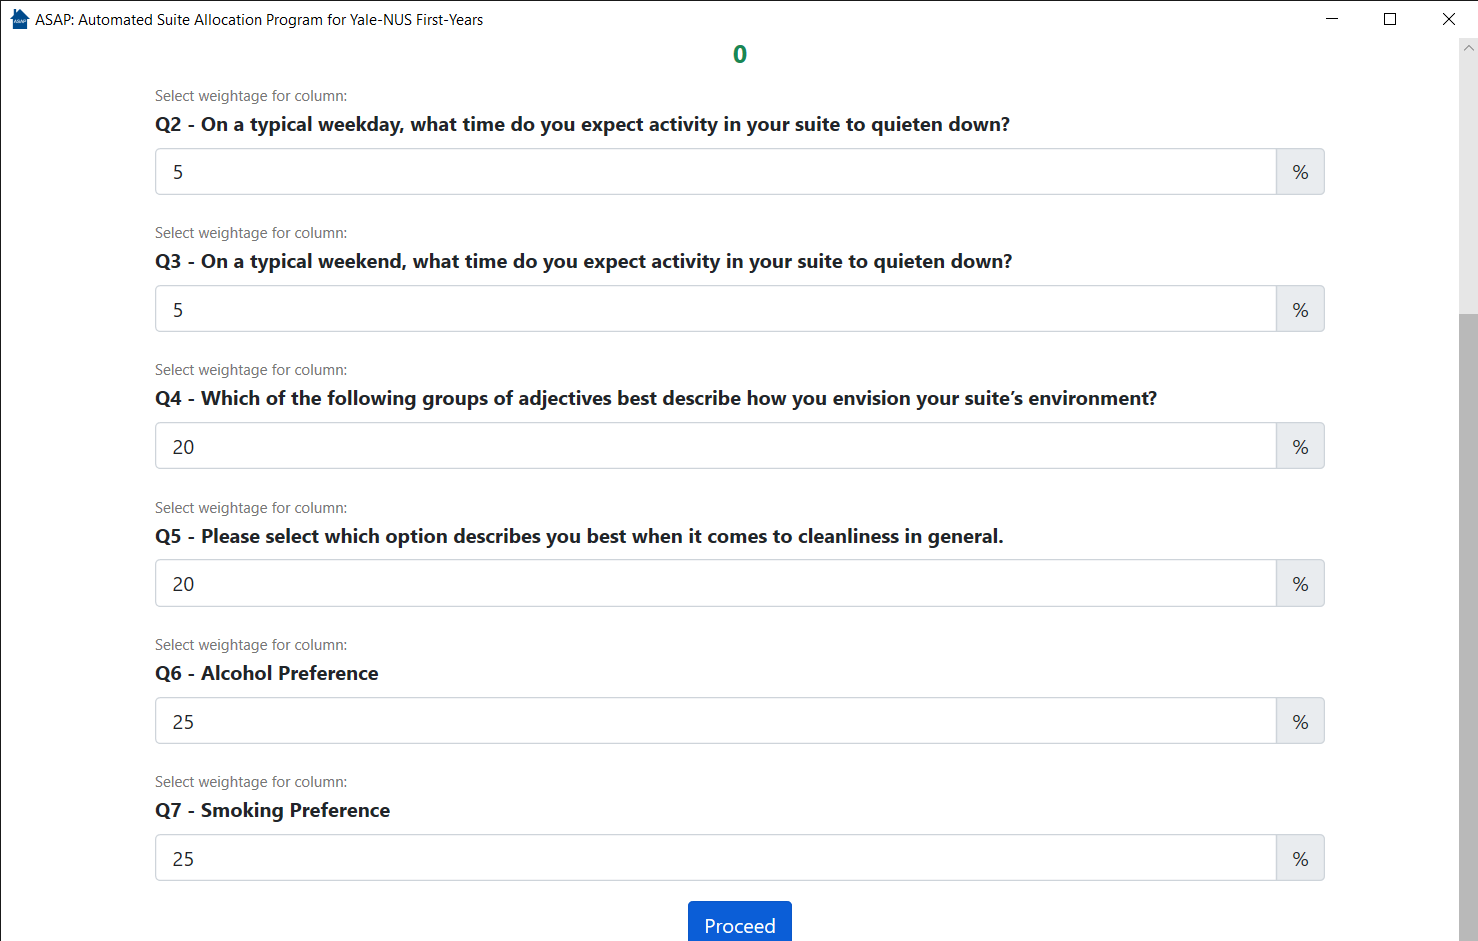 ASAP
ASAP: Automated Suite Allocation Program for Yale-NUS First-Years
0
Select weightage for column:
Q2 - On a typical weekday, what time do you expect activity in your suite to quieten down?
5 %
Select weightage for column:
Q3 - On a typical weekend, what time do you expect activity in your suite to quieten down?
5 %
Select weightage for column:
Q4 - Which of the following groups of adjectives best describe how you envision your suite’s environment?
20 %
Select weightage for column:
Q5 - Please select which option describes you best when it comes to cleanliness in general.
20 %
Select weightage for column:
Q6 - Alcohol Preference
25 %
Select weightage for column:
Q7 - Smoking Preference
25 %
Proceed